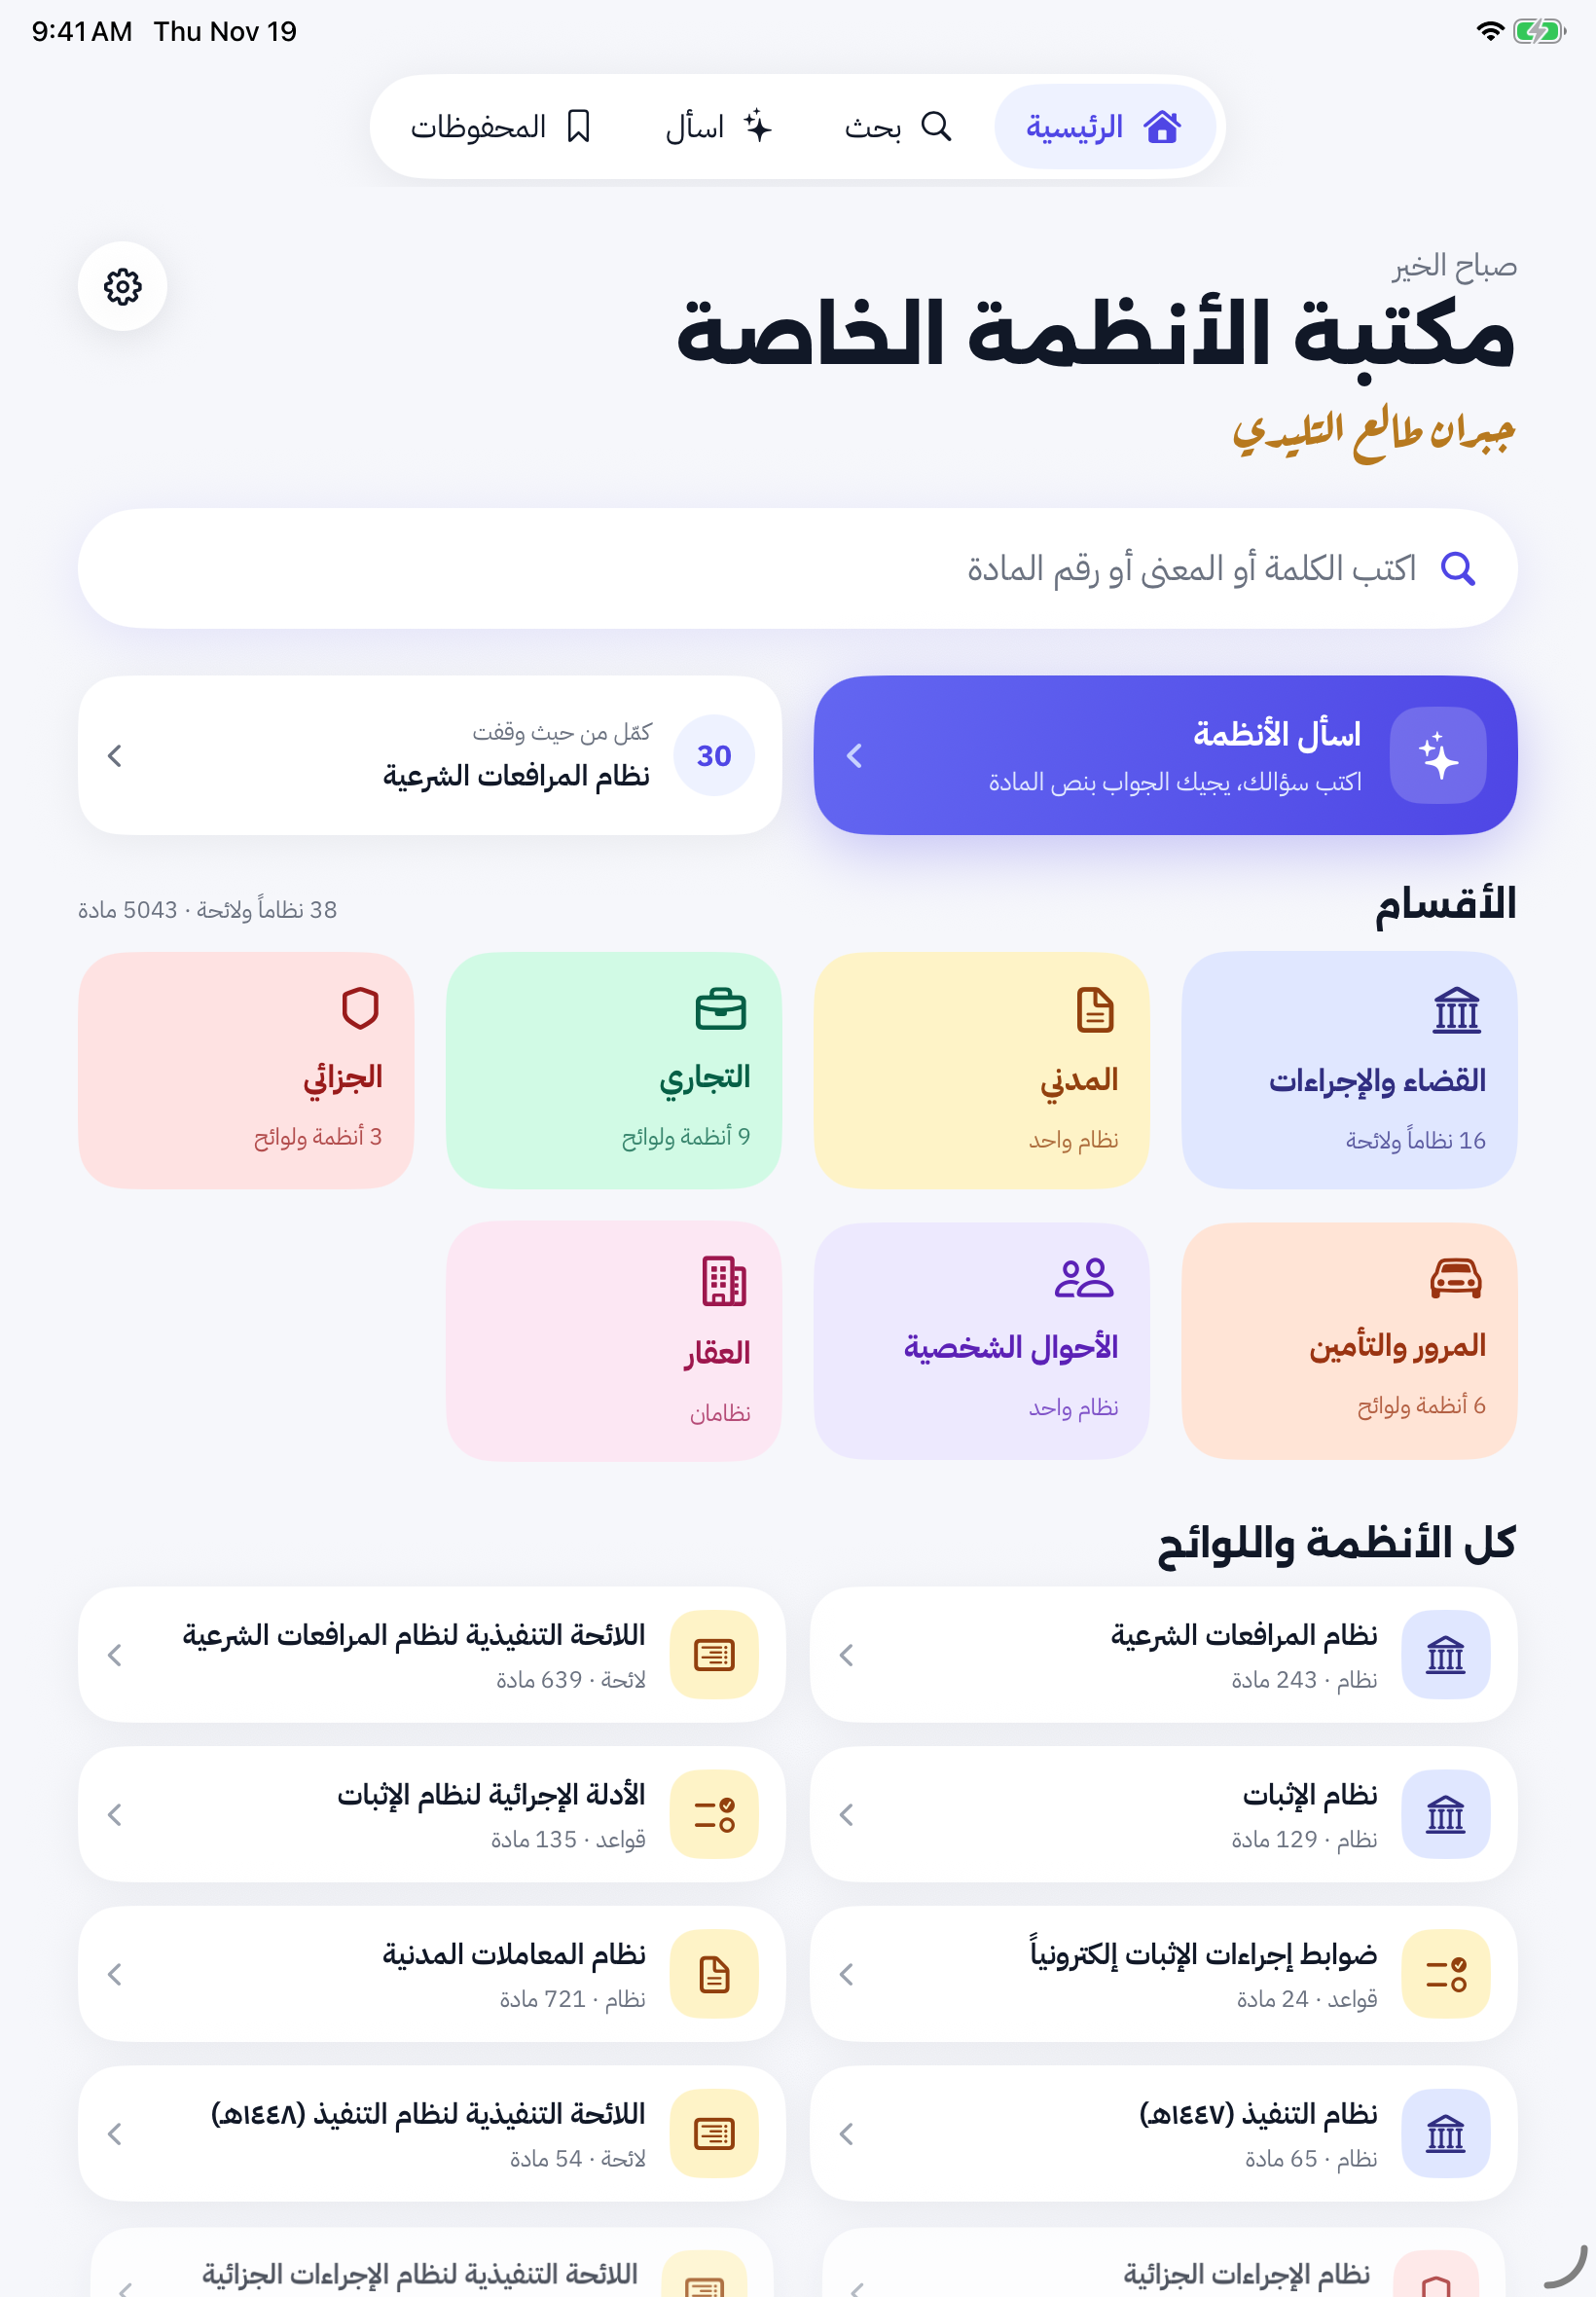 9:41 AM Thu Nov 19
الرئيسية
بحث
اسأل
المحفوظات
صباح الخير
مكتبة الأنظمة الخاصة
جبران طالع التليدي
اكتب الكلمة أو المعنى أو رقم المادة
اسأل الأنظمة
اكتب سؤالك، يجيك الجواب بنص المادة
30
كمّل من حيث وقفت
نظام المرافعات الشرعية
الأقسام
38 نظاماً ولائحة · 5043 مادة
القضاء والإجراءات
16 نظاماً ولائحة
المدني
نظام واحد
التجاري
9 أنظمة ولوائح
الجزائي
3 أنظمة ولوائح
المرور والتأمين
6 أنظمة ولوائح
الأحوال الشخصية
نظام واحد
العقار
نظامان
كل الأنظمة واللوائح
نظام المرافعات الشرعية
نظام · 243 مادة
اللائحة التنفيذية لنظام المرافعات الشرعية
لائحة · 639 مادة
نظام الإثبات
نظام · 129 مادة
الأدلة الإجرائية لنظام الإثبات
قواعد · 135 مادة
ضوابط إجراءات الإثبات إلكترونياً
قواعد · 24 مادة
نظام المعاملات المدنية
نظام · 721 مادة
نظام التنفيذ (١٤٤٧هـ)
نظام · 65 مادة
اللائحة التنفيذية لنظام التنفيذ (١٤٤٨هـ)
لائحة · 54 مادة
نظام الإجراءات الجزائية
اللائحة التنفيذية لنظام الإجراءات الجزائية